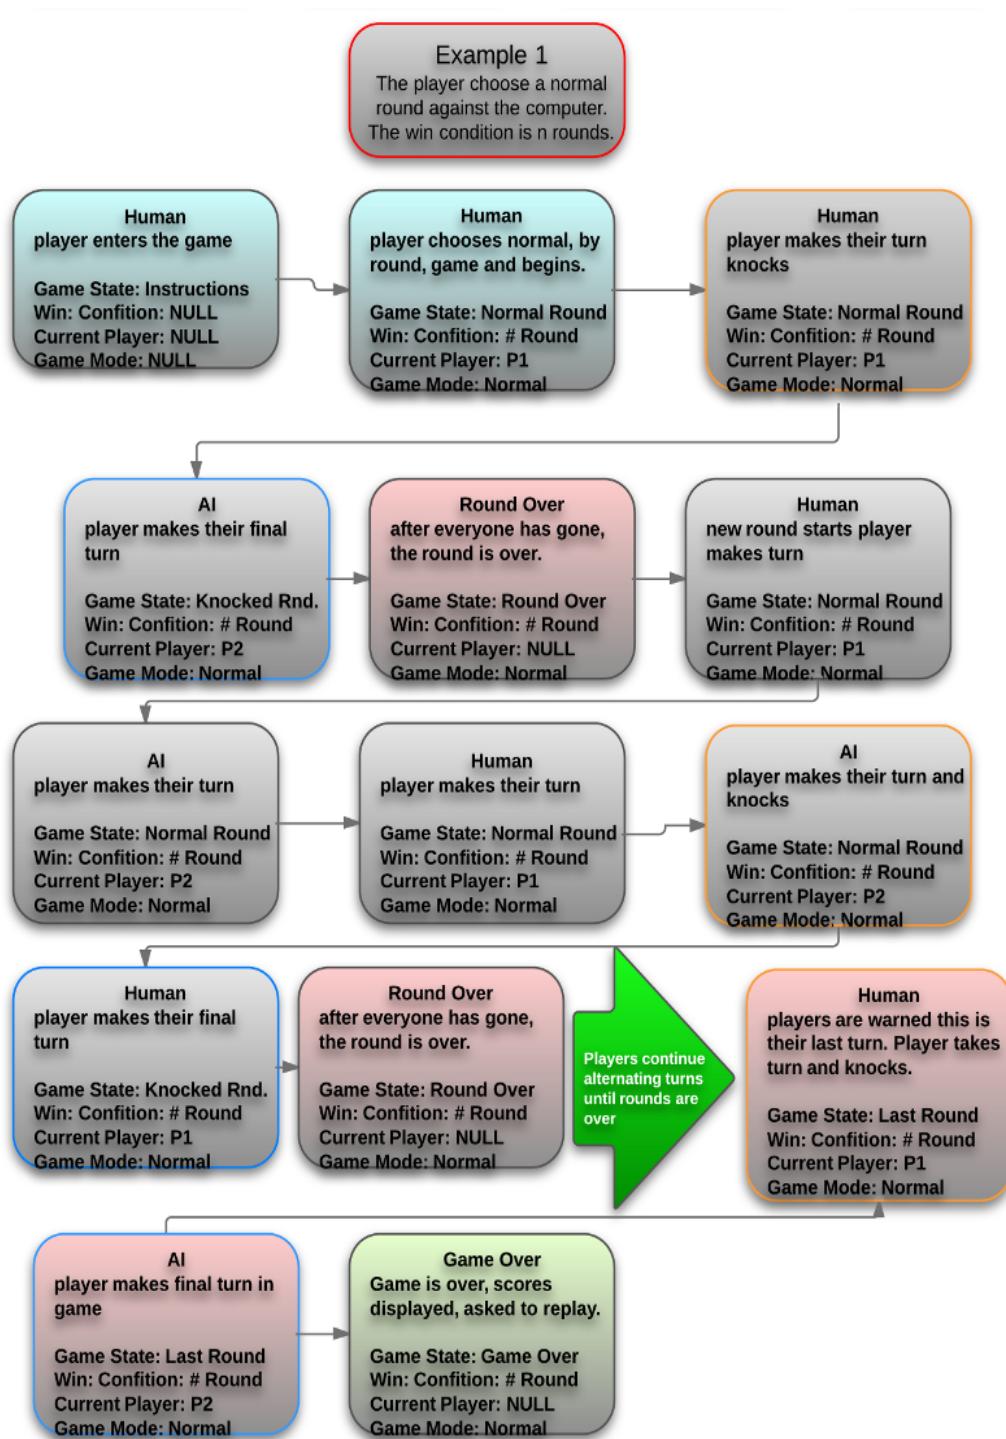 Example 1
The player choose a normal
round against the computer.
The win condition is n rounds.
Human
player enters the game
Game State: Instructions
Win: Confition: NULL
Current Player: NULL
Game Mode: NULL
Human
player chooses normal, by
round, game and begins.
Game State: Normal Round
Win: Confition: # Round
Current Player: P1
Game Mode: Normal
Human
player makes their turn
knocks
Game State: Normal Round
Win: Confition: # Round
Current Player: P1
Game Mode: Normal
AI
player makes their final
turn
Game State: Knocked Rnd.
Win: Confition: # Round
Current Player: P2
Game Mode: Normal
Round Over
after everyone has gone,
the round is over.
Game State: Round Over
Win: Confition: # Round
Current Player: NULL
Game Mode: Normal
Human
new round starts player
makes turn
Game State: Normal Round
Win: Confition: # Round
Current Player: P1
Game Mode: Normal
AI
player makes their turn
Game State: Normal Round
Win: Confition: # Round
Current Player: P2
Game Mode: Normal
Human
player makes their turn
Game State: Normal Round
Win: Confition: # Round
Current Player: P1
Game Mode: Normal
AI
player makes their turn and
knocks
Game State: Normal Round
Win: Confition: # Round
Current Player: P2
Game Mode: Normal
Human
player makes their final
turn
Game State: Knocked Rnd.
Win: Confition: # Round
Current Player: P1
Game Mode: Normal
Round Over
after everyone has gone,
the round is over.
Game State: Round Over
Win: Confition: # Round
Current Player: NULL
Game Mode: Normal
Players continue
alternating turns
until rounds are
over
Human
players are warned this is
their last turn. Player takes
turn and knocks.
Game State: Last Round
Win: Confition: # Round
Current Player: P1
Game Mode: Normal
AI
player makes final turn in
game
Game State: Last Round
Win: Confition: # Round
Current Player: P2
Game Mode: Normal
Game Over
Game is over, scores
displayed, asked to replay.
Game State: Game Over
Win: Confition: # Round
Current Player: NULL
Game Mode: Normal